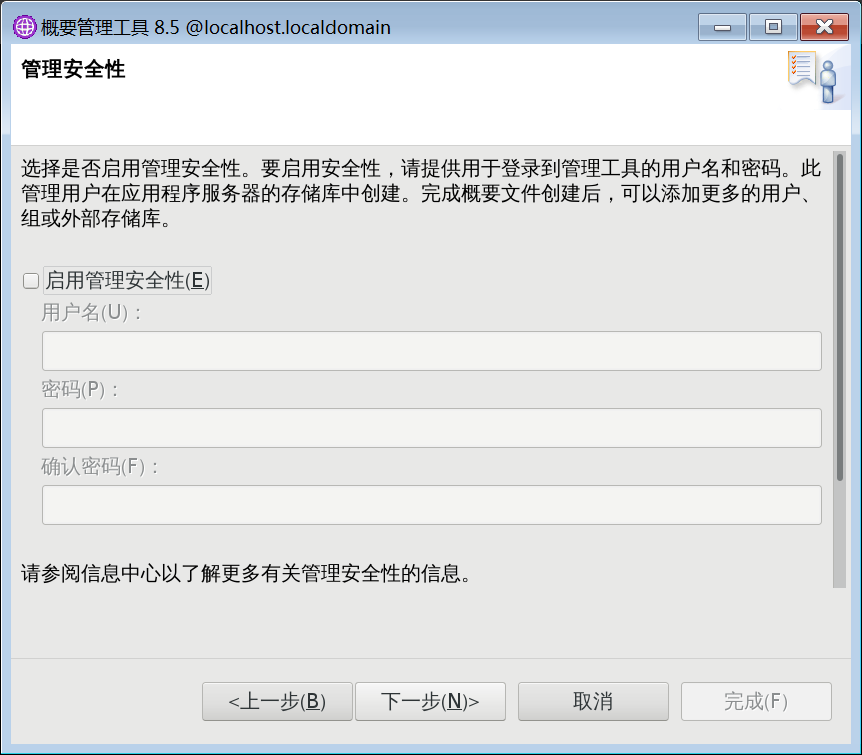 概要管理工具 8.5 @localhost.localdomain
管理安全性
选择是否启用管理安全性。要启用安全性，请提供用于登录到管理工具的用户名和密码。此
管理用户在应用程序服务器的存储库中创建。完成概要文件创建后，可以添加更多的用户、
组或外部存储库。
启用管理安全性(E)
用户名(U)：
密码(P)：
确认密码(F)：
请参阅信息中心以了解更多有关管理安全性的信息。
<上一步(B) 下一步(N)> 取消 完成(F)